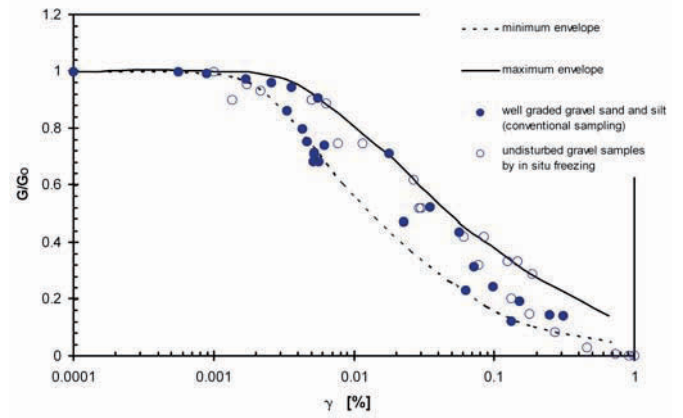 1.2
1
0.8
0.6
0.4
0.2
0
G/Go
minimum envelope
maximum envelope
well graded gravel sand and silt
(conventional sampling)
undisturbed gravel samples
by in situ freezing
0.0001
0.001
0.01
0.1
1
γ [%]